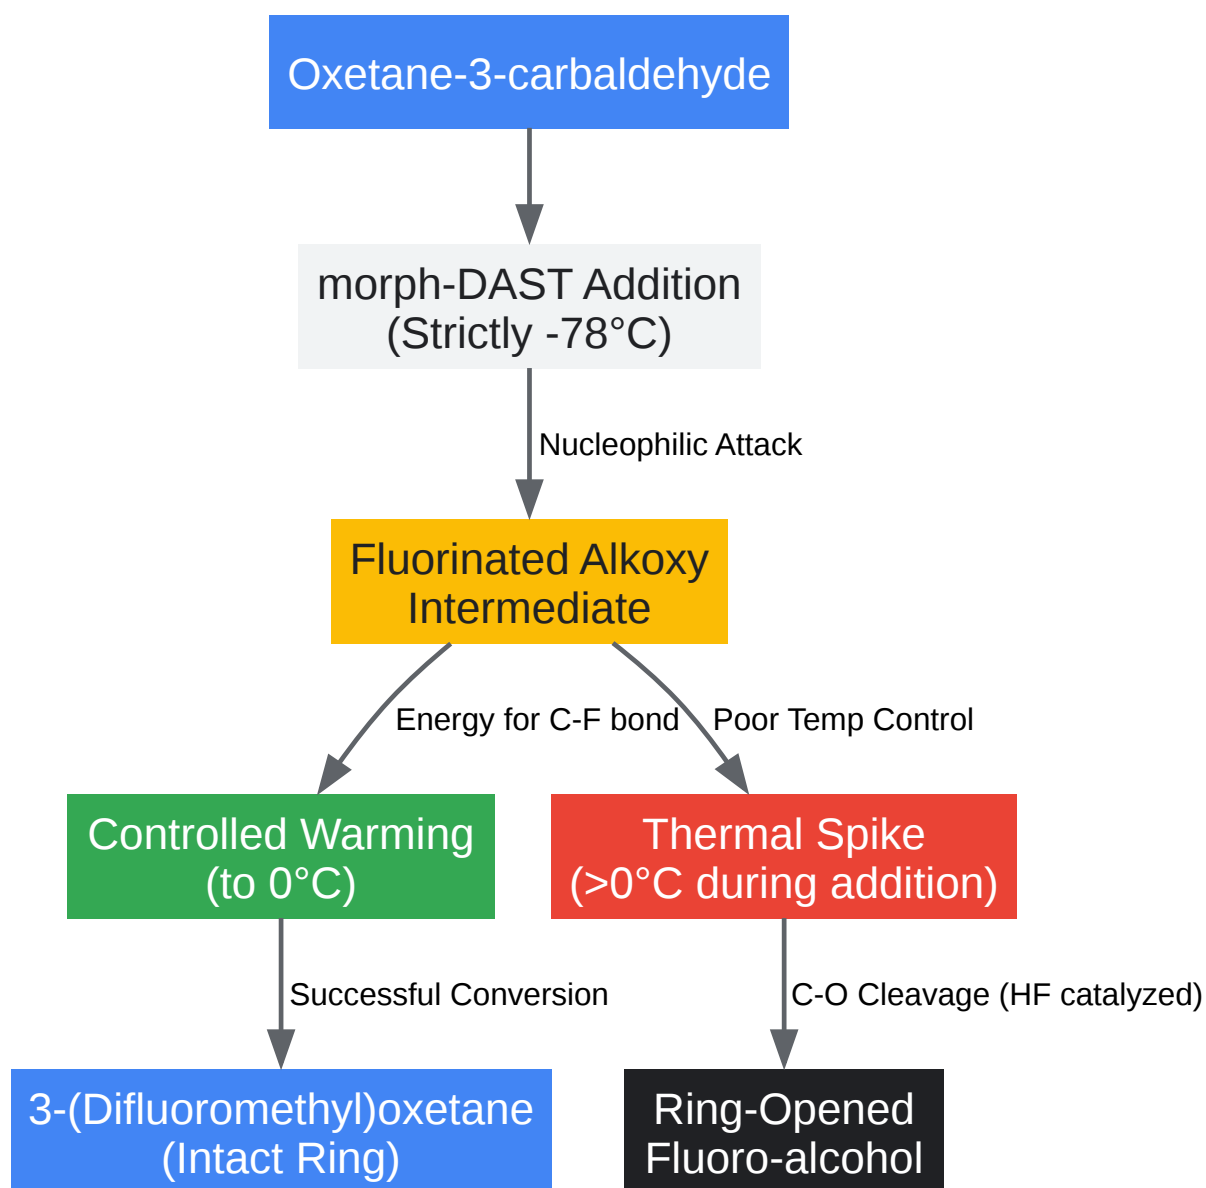 Oxetane-3-carbaldehyde
morph-DAST Addition
(Strictly -78°C)
Nucleophilic Attack
Fluorinated Alkoxy
Intermediate
Energy for C-F bond
Poor Temp Control
Controlled Warming
(to 0°C)
Thermal Spike
(>0°C during addition)
Successful Conversion
C-O Cleavage (HF catalyzed)
3-(Difluoromethyl)oxetane
(Intact Ring)
Ring-Opened
Fluoro-alcohol